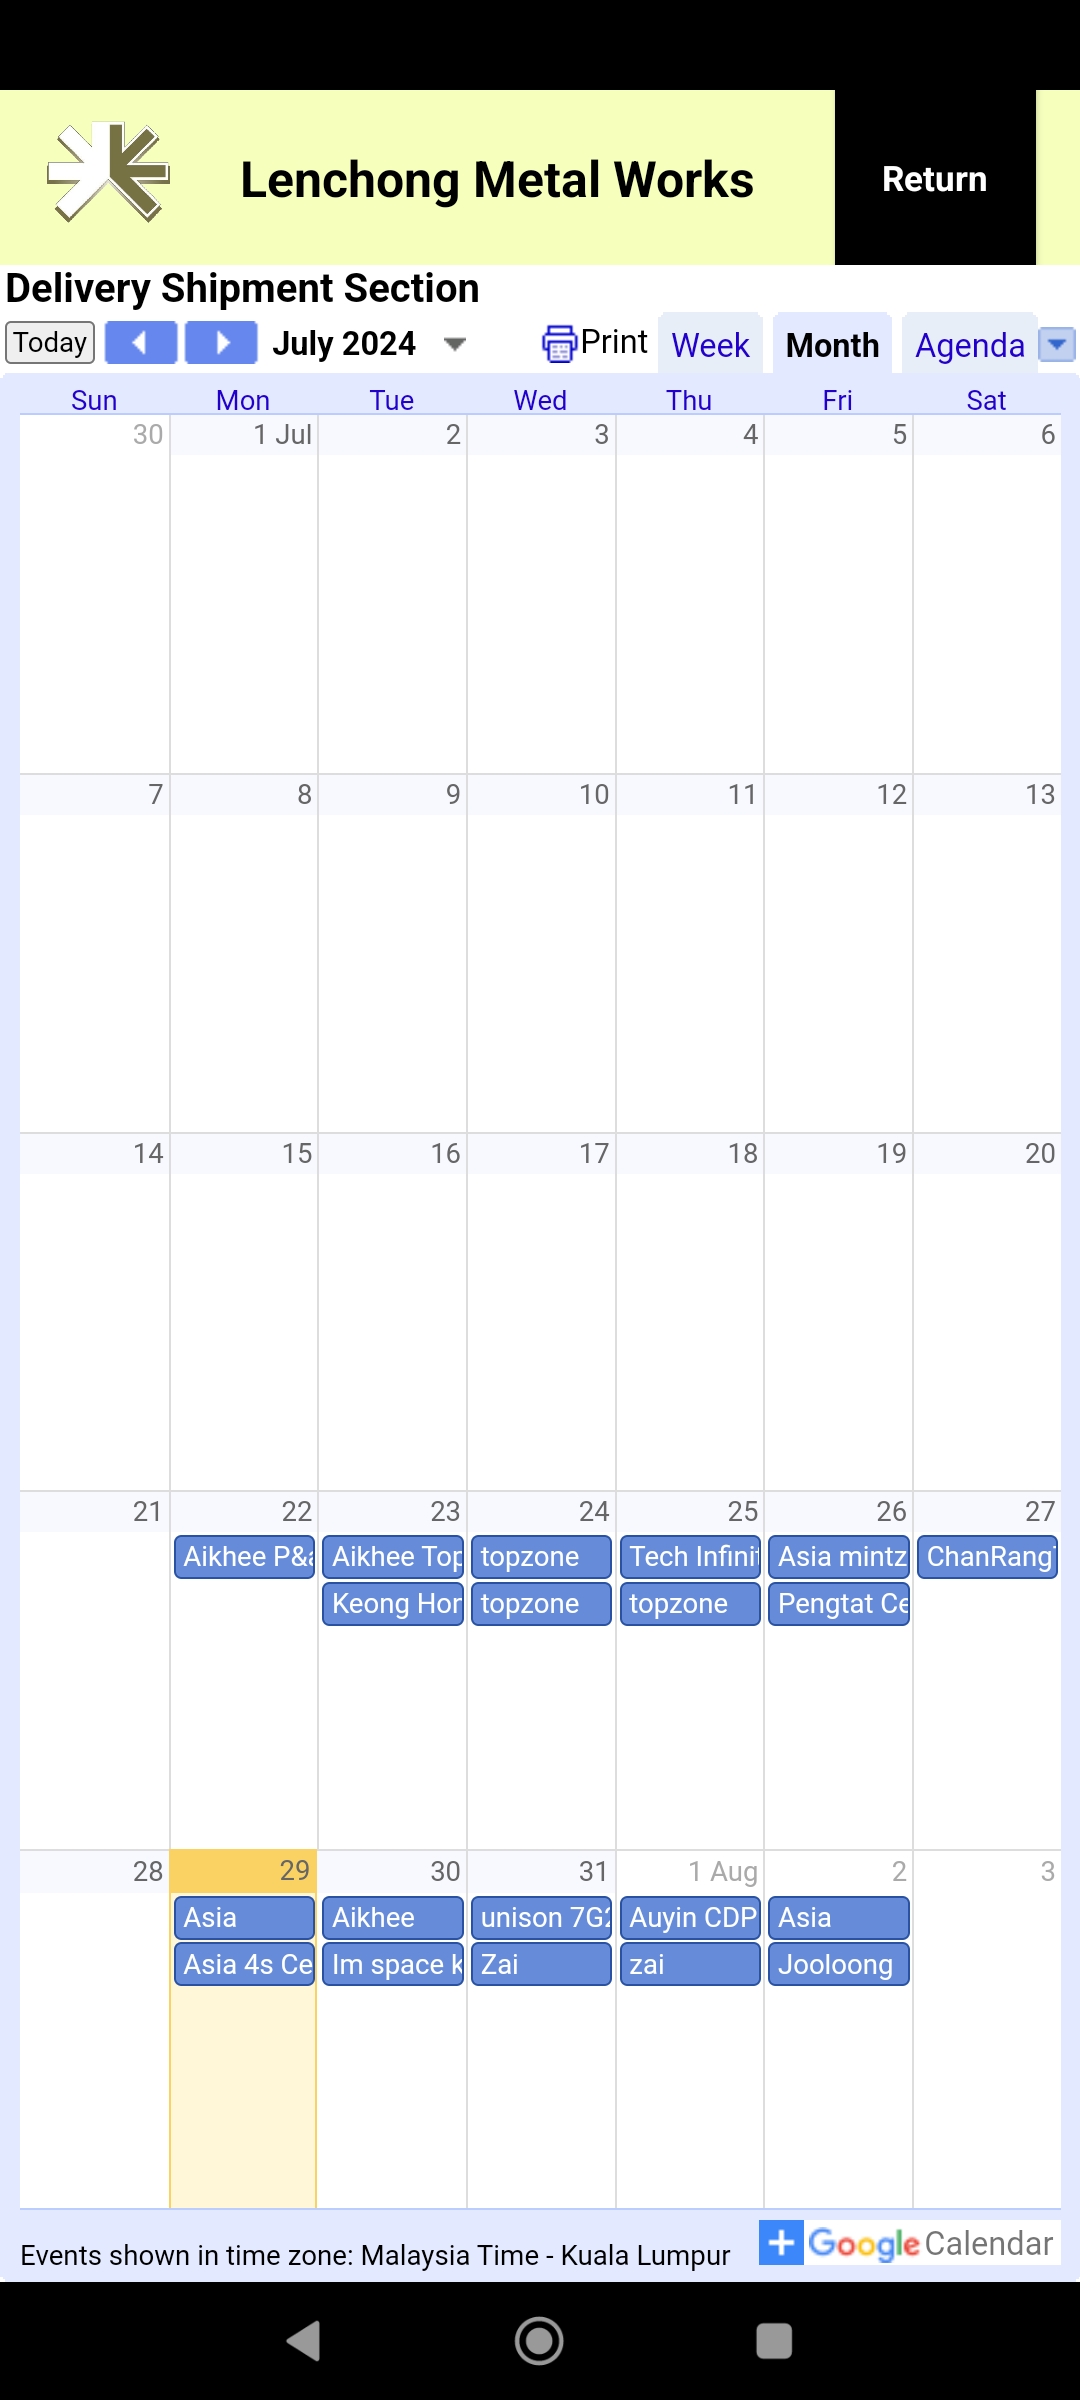 Lenchong Metal Works
Return
Delivery Shipment Section
Today
July 2024
Print
Week
Month
Agenda
Sun Mon Tue Wed Thu Fri Sat
30 1 Jul 2 3 4 5 6
7 8 9 10 11 12 13
14 15 16 17 18 19 20
21 22 23 24 25 26 27
Aikhee P& Aikhee Top topzone Tech Infini Asia mintz ChanRang
Keong Hon topzone topzone Pengtat Ce
28 29 30 31 1 Aug 2 3
Asia Aikhee unison 7G Auyin CDP Asia
Asia 4s Ce Im space k Zai zai Jooloong
Events shown in time zone: Malaysia Time - Kuala Lumpur
+ Google Calendar